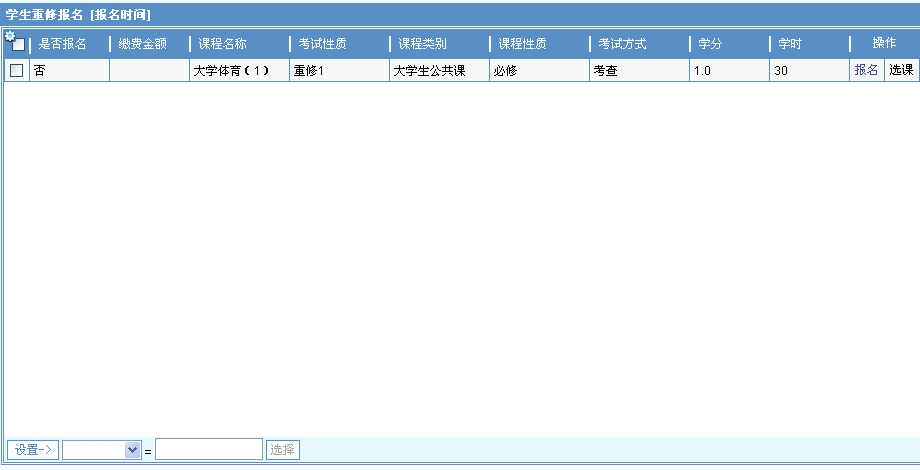 学生重修报名 [报名时间]
是否报名 缴费金额 课程名称 考试性质 课程类别 课程性质 考试方式 学分 学时 操作
否 大学体育(1) 重修1 大学生公共课 必修 考查 1.0 30 报名 选课
设置-> = 选择